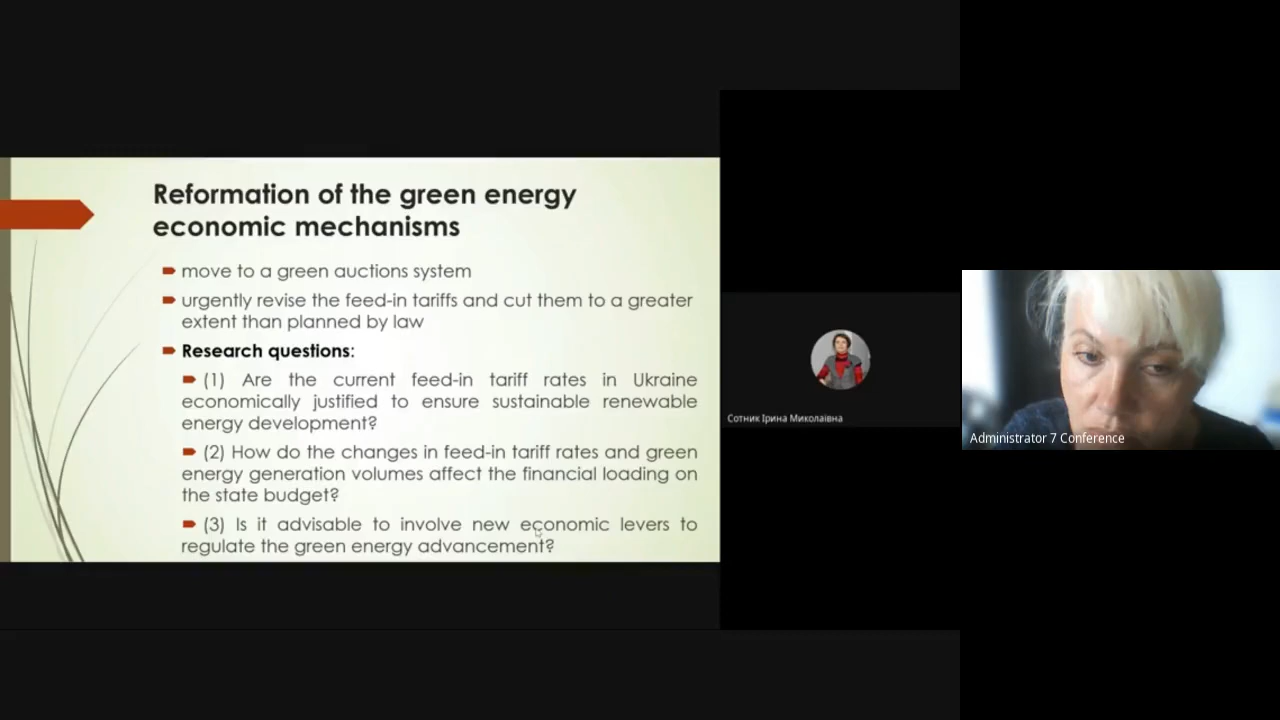 Reformation of the green energy
economic mechanisms
move to a green auctions system
urgently revise the feed-in tariffs and cut them to a greater
extent than planned by law
Research questions:
(1) Are the current feed-in tariff rates in Ukraine
economically justified to ensure sustainable renewable
energy development?
(2) How do the changes in feed-in tariff rates and green
energy generation volumes affect the financial loading on
the state budget?
(3) Is it advisable to involve new economic levers to
regulate the green energy advancement?
Сотник Ірина Миколаївна
Administrator 7 Conference